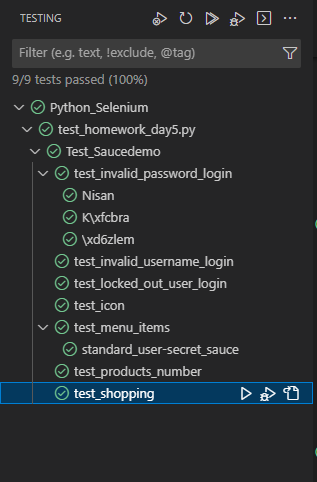 TESTING
Filter (e.g. text, !exclude, @tag)
9/9 tests passed (100%)
Python_Selenium
test_homework_day5.py
Test_Saucedemo
test_invalid_password_login
Nisan
K\xfcbra
\xd6zlem
test_invalid_username_login
test_locked_out_user_login
test_icon
test_menu_items
standard_user-secret_sauce
test_products_number
test_shopping